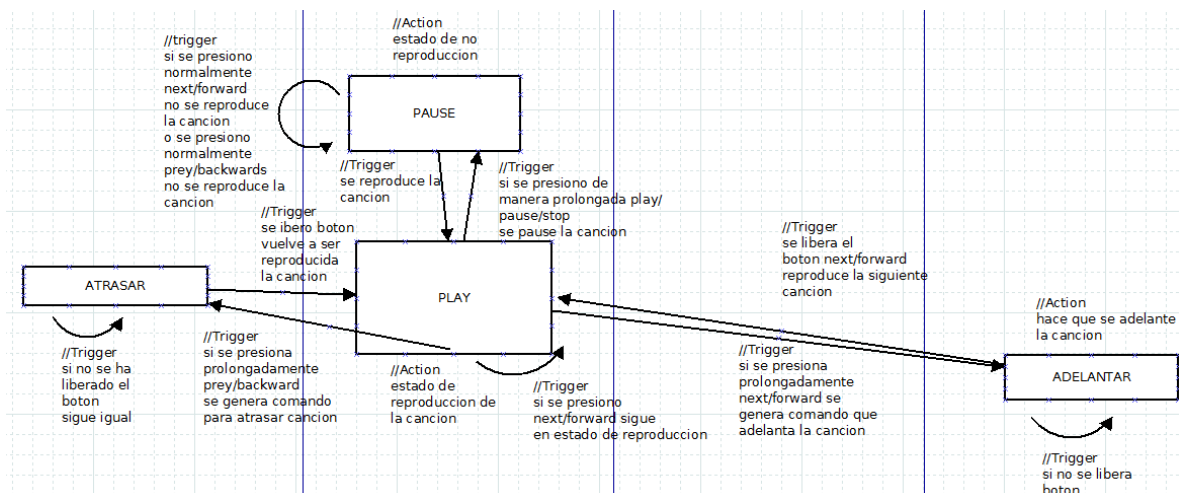 //Action
estado de no
reproduccion
//trigger
si se presiono
normalmente
next/forward
no se reproduce
la cancion
o se presiono
normalmente
prey/backwards
no se reproduce la
cancion
PAUSE
//Trigger
se reproduce la
cancion
//Trigger
si se presiono de
manera prolongada play/
pause/stop
se pause la cancion
//Trigger
se ibero boton
vuelve a ser
reproducida
la cancion
//Trigger
se libera el
boton next/forward
reproduce la siguiente
cancion
ATRASAR
PLAY
//Action
hace que se adelante
la cancion
//Trigger
si no se ha
liberado el
boton
sigue igual
//Trigger
si se presiona
prolongadamente
prey/backward
se genera comando
para atrasar cancion
//Action
estado de
reproduccion de
la cancion
//Trigger
si se presiono
next/forward sigue
en estado de reproduccion
//Trigger
si se presiona
prolongadamente
next/forward se
genera comando que
adelanta la cancion
ADELANTAR
//Trigger
si no se libera
boton